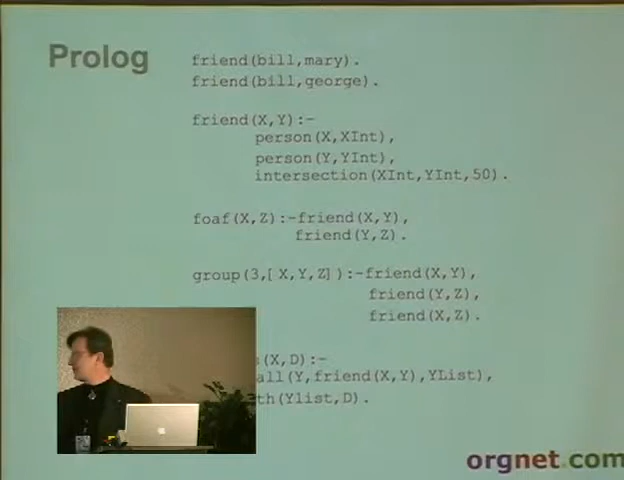 Prolog
friend(bill,mary).
friend(bill,george).
friend(X,Y):-
person(X,XInt),
person(Y,YInt),
intersection(XInt,YInt,50).
foaf(X,Z):-friend(X,Y),
friend(Y,Z).
group(3,[X,Y,Z]):-friend(X,Y),
friend(Y,Z),
friend(X,Z).
(X,D):-
all(Y,friend(X,Y),YList),
th(Ylist,D).
orgnet.com